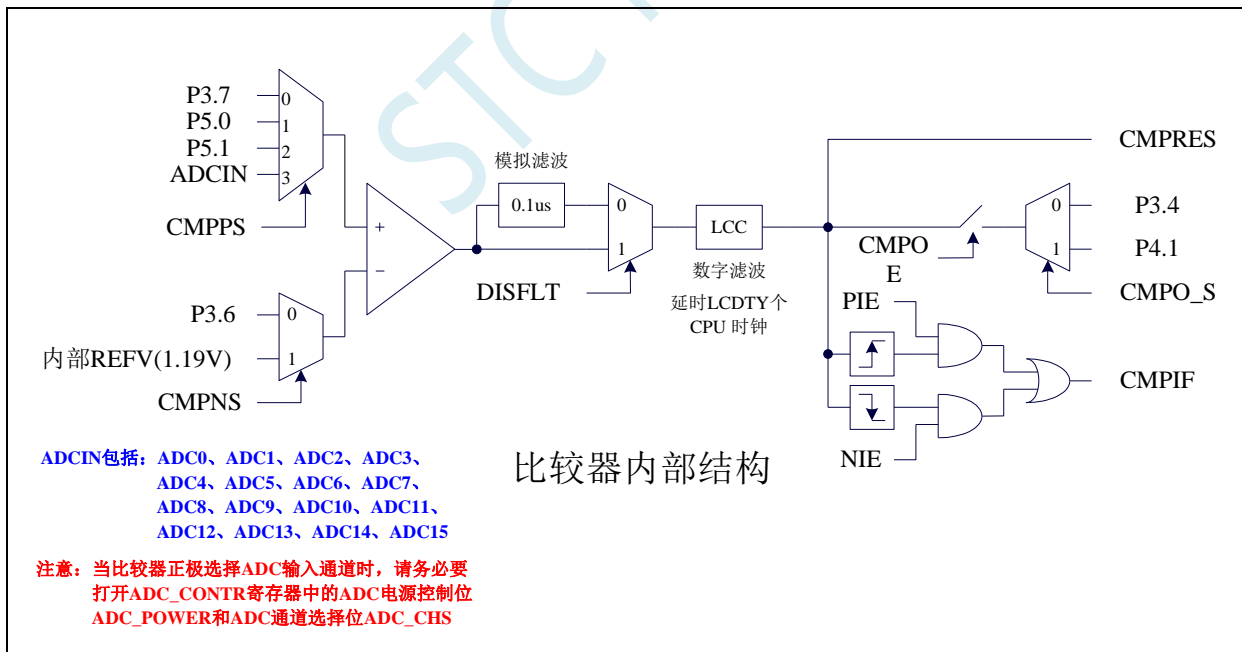 STC
P3.7
P5.0
P5.1
ADCIN
0
1
2
3
CMPPS
+
−
P3.6
内部REFV(1.19V)
0
1
CMPNS
模拟滤波
0.1us
0
1
DISFLT
LCC
数字滤波
延时LCDTY个
CPU 时钟
CMPRES
CMPO
E
0
1
P3.4
P4.1
CMPO_S
PIE
NIE
CMPIF
比较器内部结构
ADCIN包括：ADC0、ADC1、ADC2、ADC3、
ADC4、ADC5、ADC6、ADC7、
ADC8、ADC9、ADC10、ADC11、
ADC12、ADC13、ADC14、ADC15
注意：当比较器正极选择ADC输入通道时，请务必要
打开ADC_CONTR寄存器中的ADC电源控制位
ADC_POWER和ADC通道选择位ADC_CHS